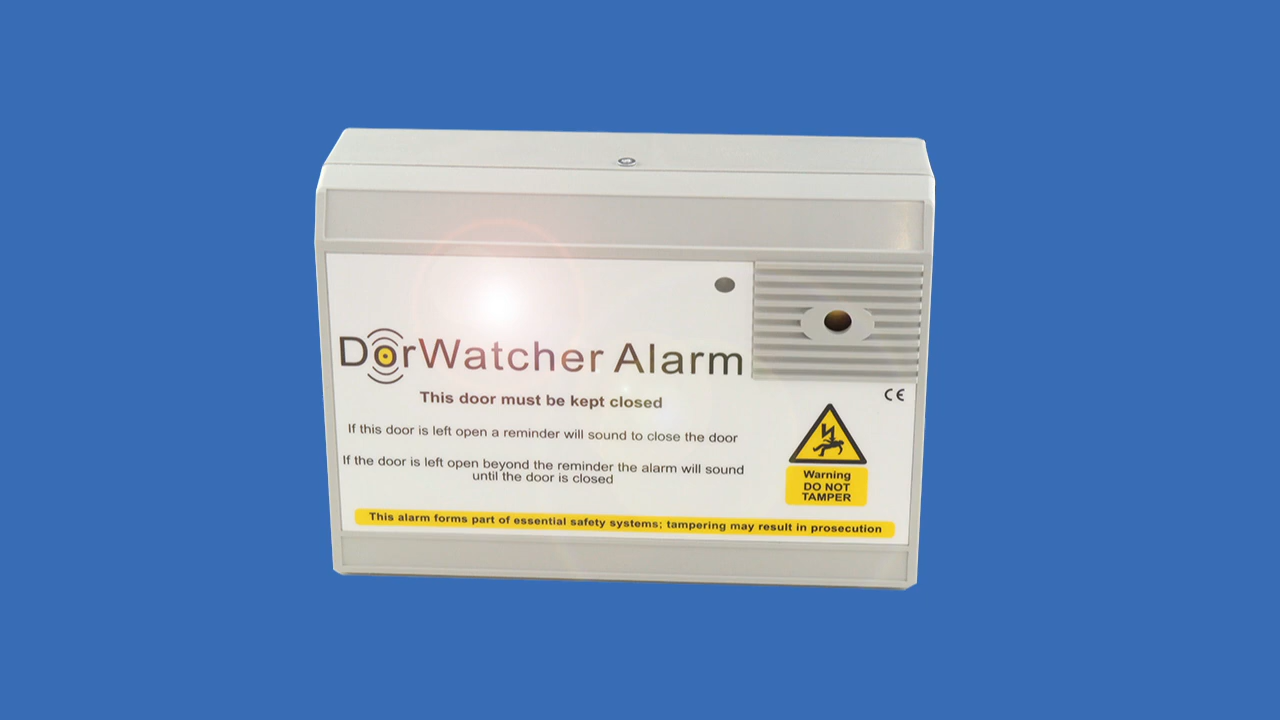 DorWatcher Alarm
This door must be kept closed
If this door is left open a reminder will sound to close the door
If the door is left open beyond the reminder the alarm will sound
until the door is closed
CE
Warning
DO NOT
TAMPER
This alarm forms part of essential safety systems; tampering may result in prosecution